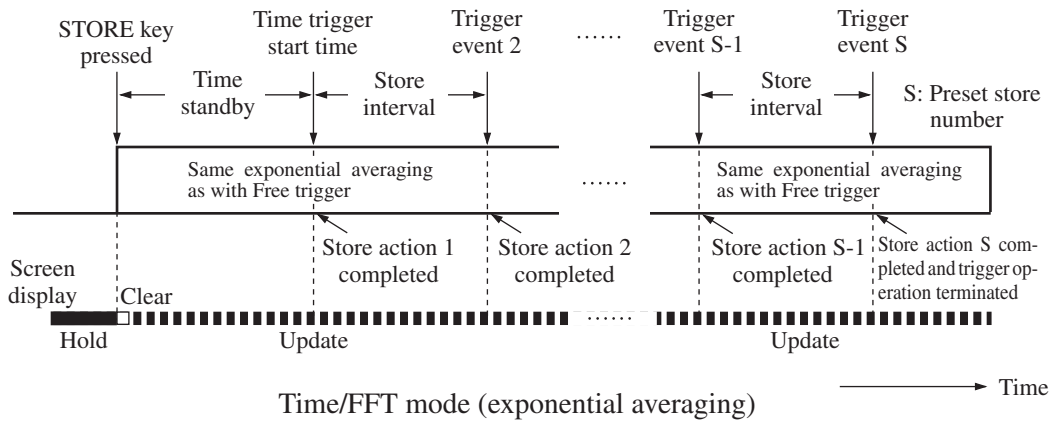 STORE key
pressed
Time trigger
start time
Trigger
event 2
......
Trigger
event S-1
Trigger
event S
Time
standby
Store
interval
Store
interval
S: Preset store
number
Same exponential averaging
as with Free trigger
......
Same exponential averaging
as with Free trigger
Store action 1
completed
Store action 2
completed
Store action S-1
completed
Store action S com-
pleted and trigger op-
eration terminated
Screen
display
Clear
......
Hold
Update
Update
Time
Time/FFT mode (exponential averaging)